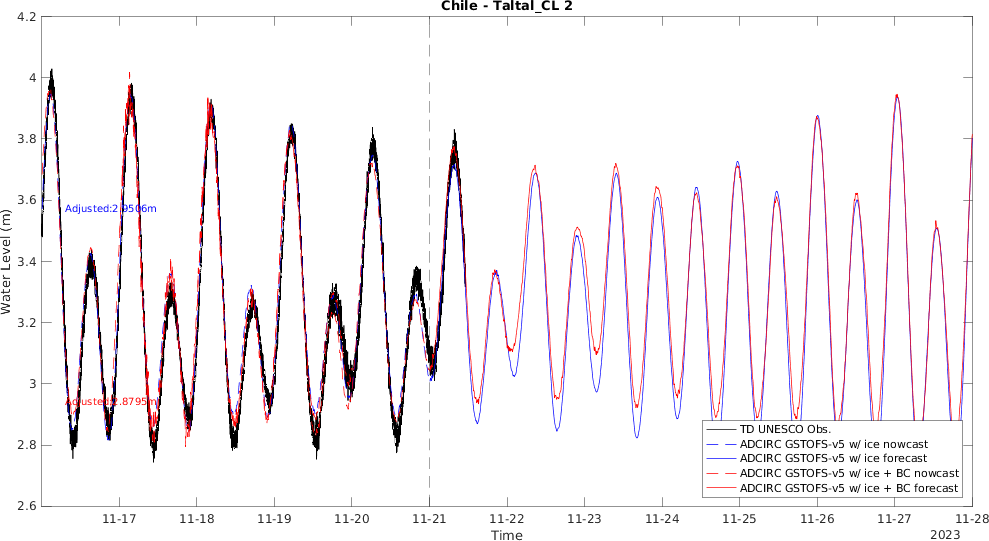 Chile - Taltal_CL 2
4.2
4
3.8
3.6
3.4
3.2
3
2.8
2.6
Water Level (m)
Adjusted:2.9506m
Adjusted:2.8795m
TD UNESCO Obs.
ADCIRC GSTOFS-v5 w/ ice nowcast
ADCIRC GSTOFS-v5 w/ ice forecast
ADCIRC GSTOFS-v5 w/ ice + BC nowcast
ADCIRC GSTOFS-v5 w/ ice + BC forecast
11-17 11-18 11-19 11-20 11-21 11-22 11-23 11-24 11-25 11-26 11-27 11-28
Time
2023